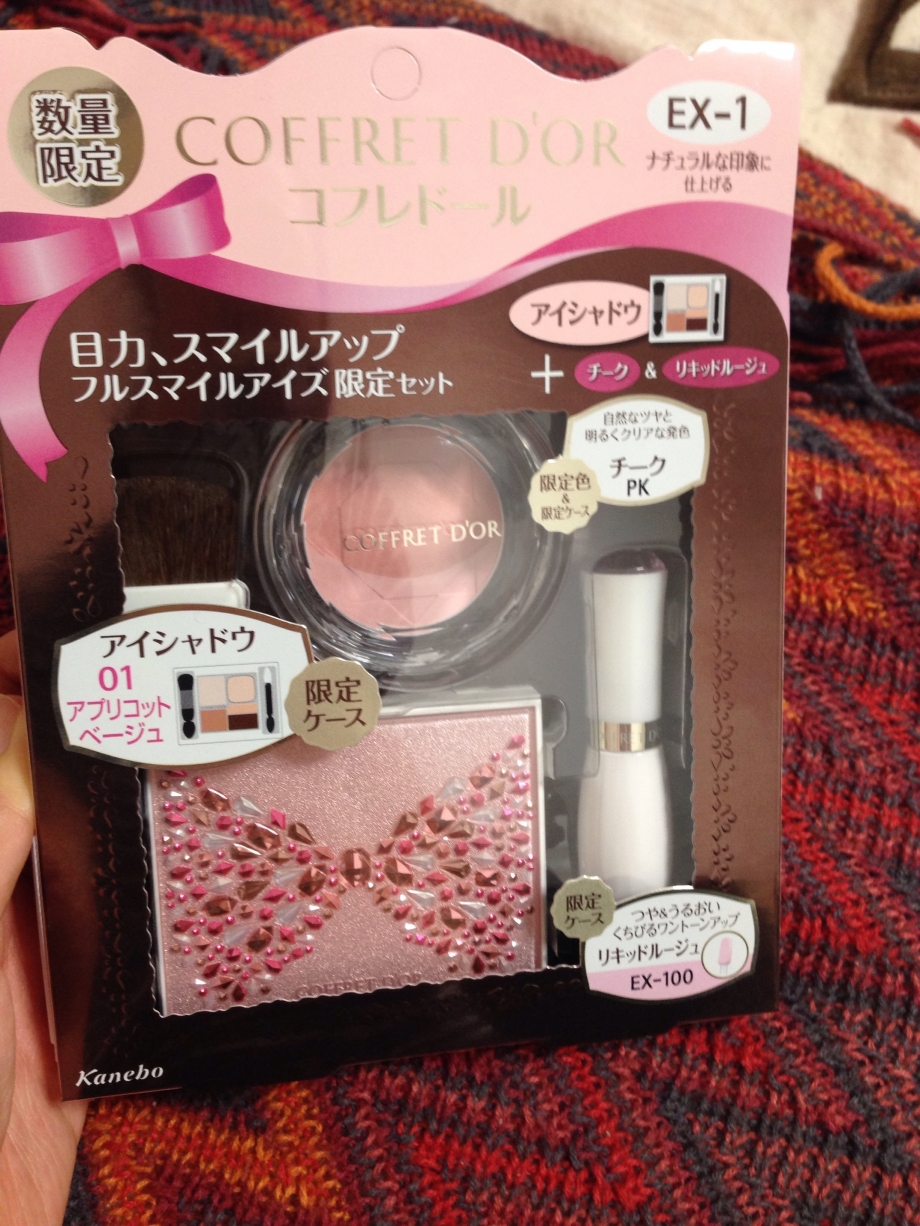 数量
限定
COFFRET D'OR
コフレドール
EX-1
ナチュラルな印象に
仕上げる
アイシャドウ
目力、スマイルアップ
フルスマイルアイズ 限定セット
+ チーク & リキッドルージュ
自然なツヤと
明るくクリアな発色
チーク
PK
限定色
&
限定ケース
COFFRET D'OR
アイシャドウ
01
アプリコット
ベージュ
限定
ケース
限定
ケース
つや&うるおい
くちびるワントーンアップ
リキッドルージュ
EX-100
COFFRET D'OR
Kanebo